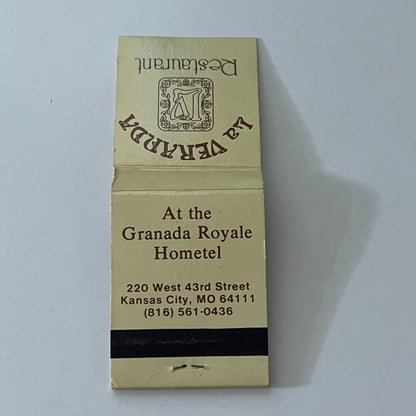 La VERANDA
Restaurant
At the
Granada Royale
Hometel
220 West 43rd Street
Kansas City, MO 64111
(816) 561-0436